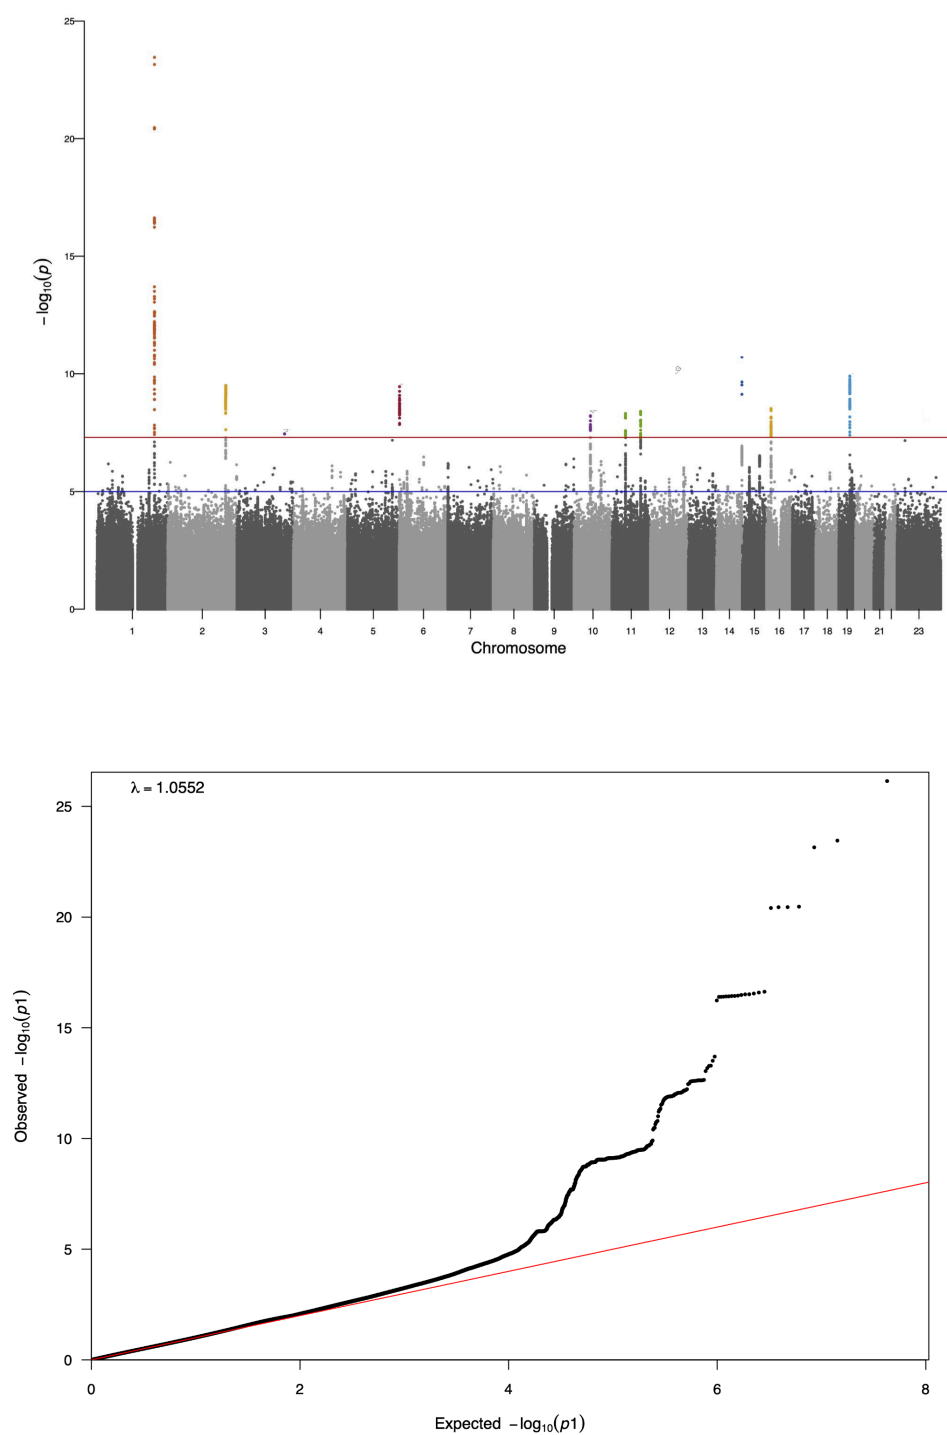 25
20
15
10
5
0
−log₁₀(p)
1 2 3 4 5 6 7 8 9 10 11 12 13 14 15 16 17 18 19 21 23
Chromosome
λ = 1.0552
25
20
15
10
5
0
Observed −log₁₀(p1)
0 2 4 6 8
Expected −log₁₀(p1)